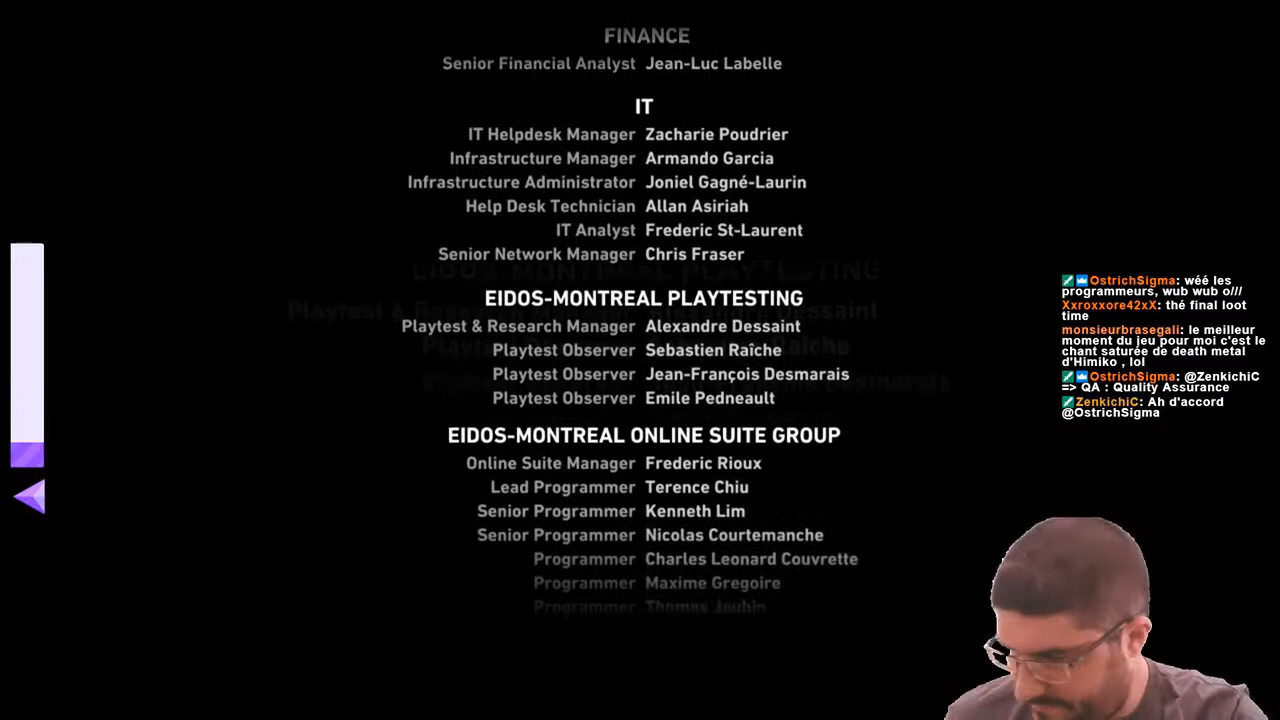 FINANCE
Senior Financial Analyst Jean-Luc Labelle
IT
IT Helpdesk Manager Zacharie Poudrier
Infrastructure Manager Armando Garcia
Infrastructure Administrator Joniel Gagné-Laurin
Help Desk Technician Allan Asiriah
IT Analyst Frederic St-Laurent
Senior Network Manager Chris Fraser
EIDOS-MONTREAL PLAYTESTING
Playtest & Research Manager Alexandre Dessaint
Playtest Observer Sebastien Raîche
Playtest Observer Jean-François Desmarais
Playtest Observer Emile Pedneault
EIDOS-MONTREAL ONLINE SUITE GROUP
Online Suite Manager Frederic Rioux
Lead Programmer Terence Chiu
Senior Programmer Kenneth Lim
Senior Programmer Nicolas Courtemanche
Programmer Charles Leonard Couvrette
Programmer Maxime Gregoire
Programmer Thomas Joubin
OstrichSigma: wéé les
programmeurs, wub wub o///
Xxroxxore42xX: thé final loot
time
monsieurbrasegali: le meilleur
moment du jeu pour moi c'est le
chant saturée de death metal
d'Himiko , lol
OstrichSigma: @ZenkichiC
=> QA : Quality Assurance
ZenkichiC: Ah d'accord
@OstrichSigma